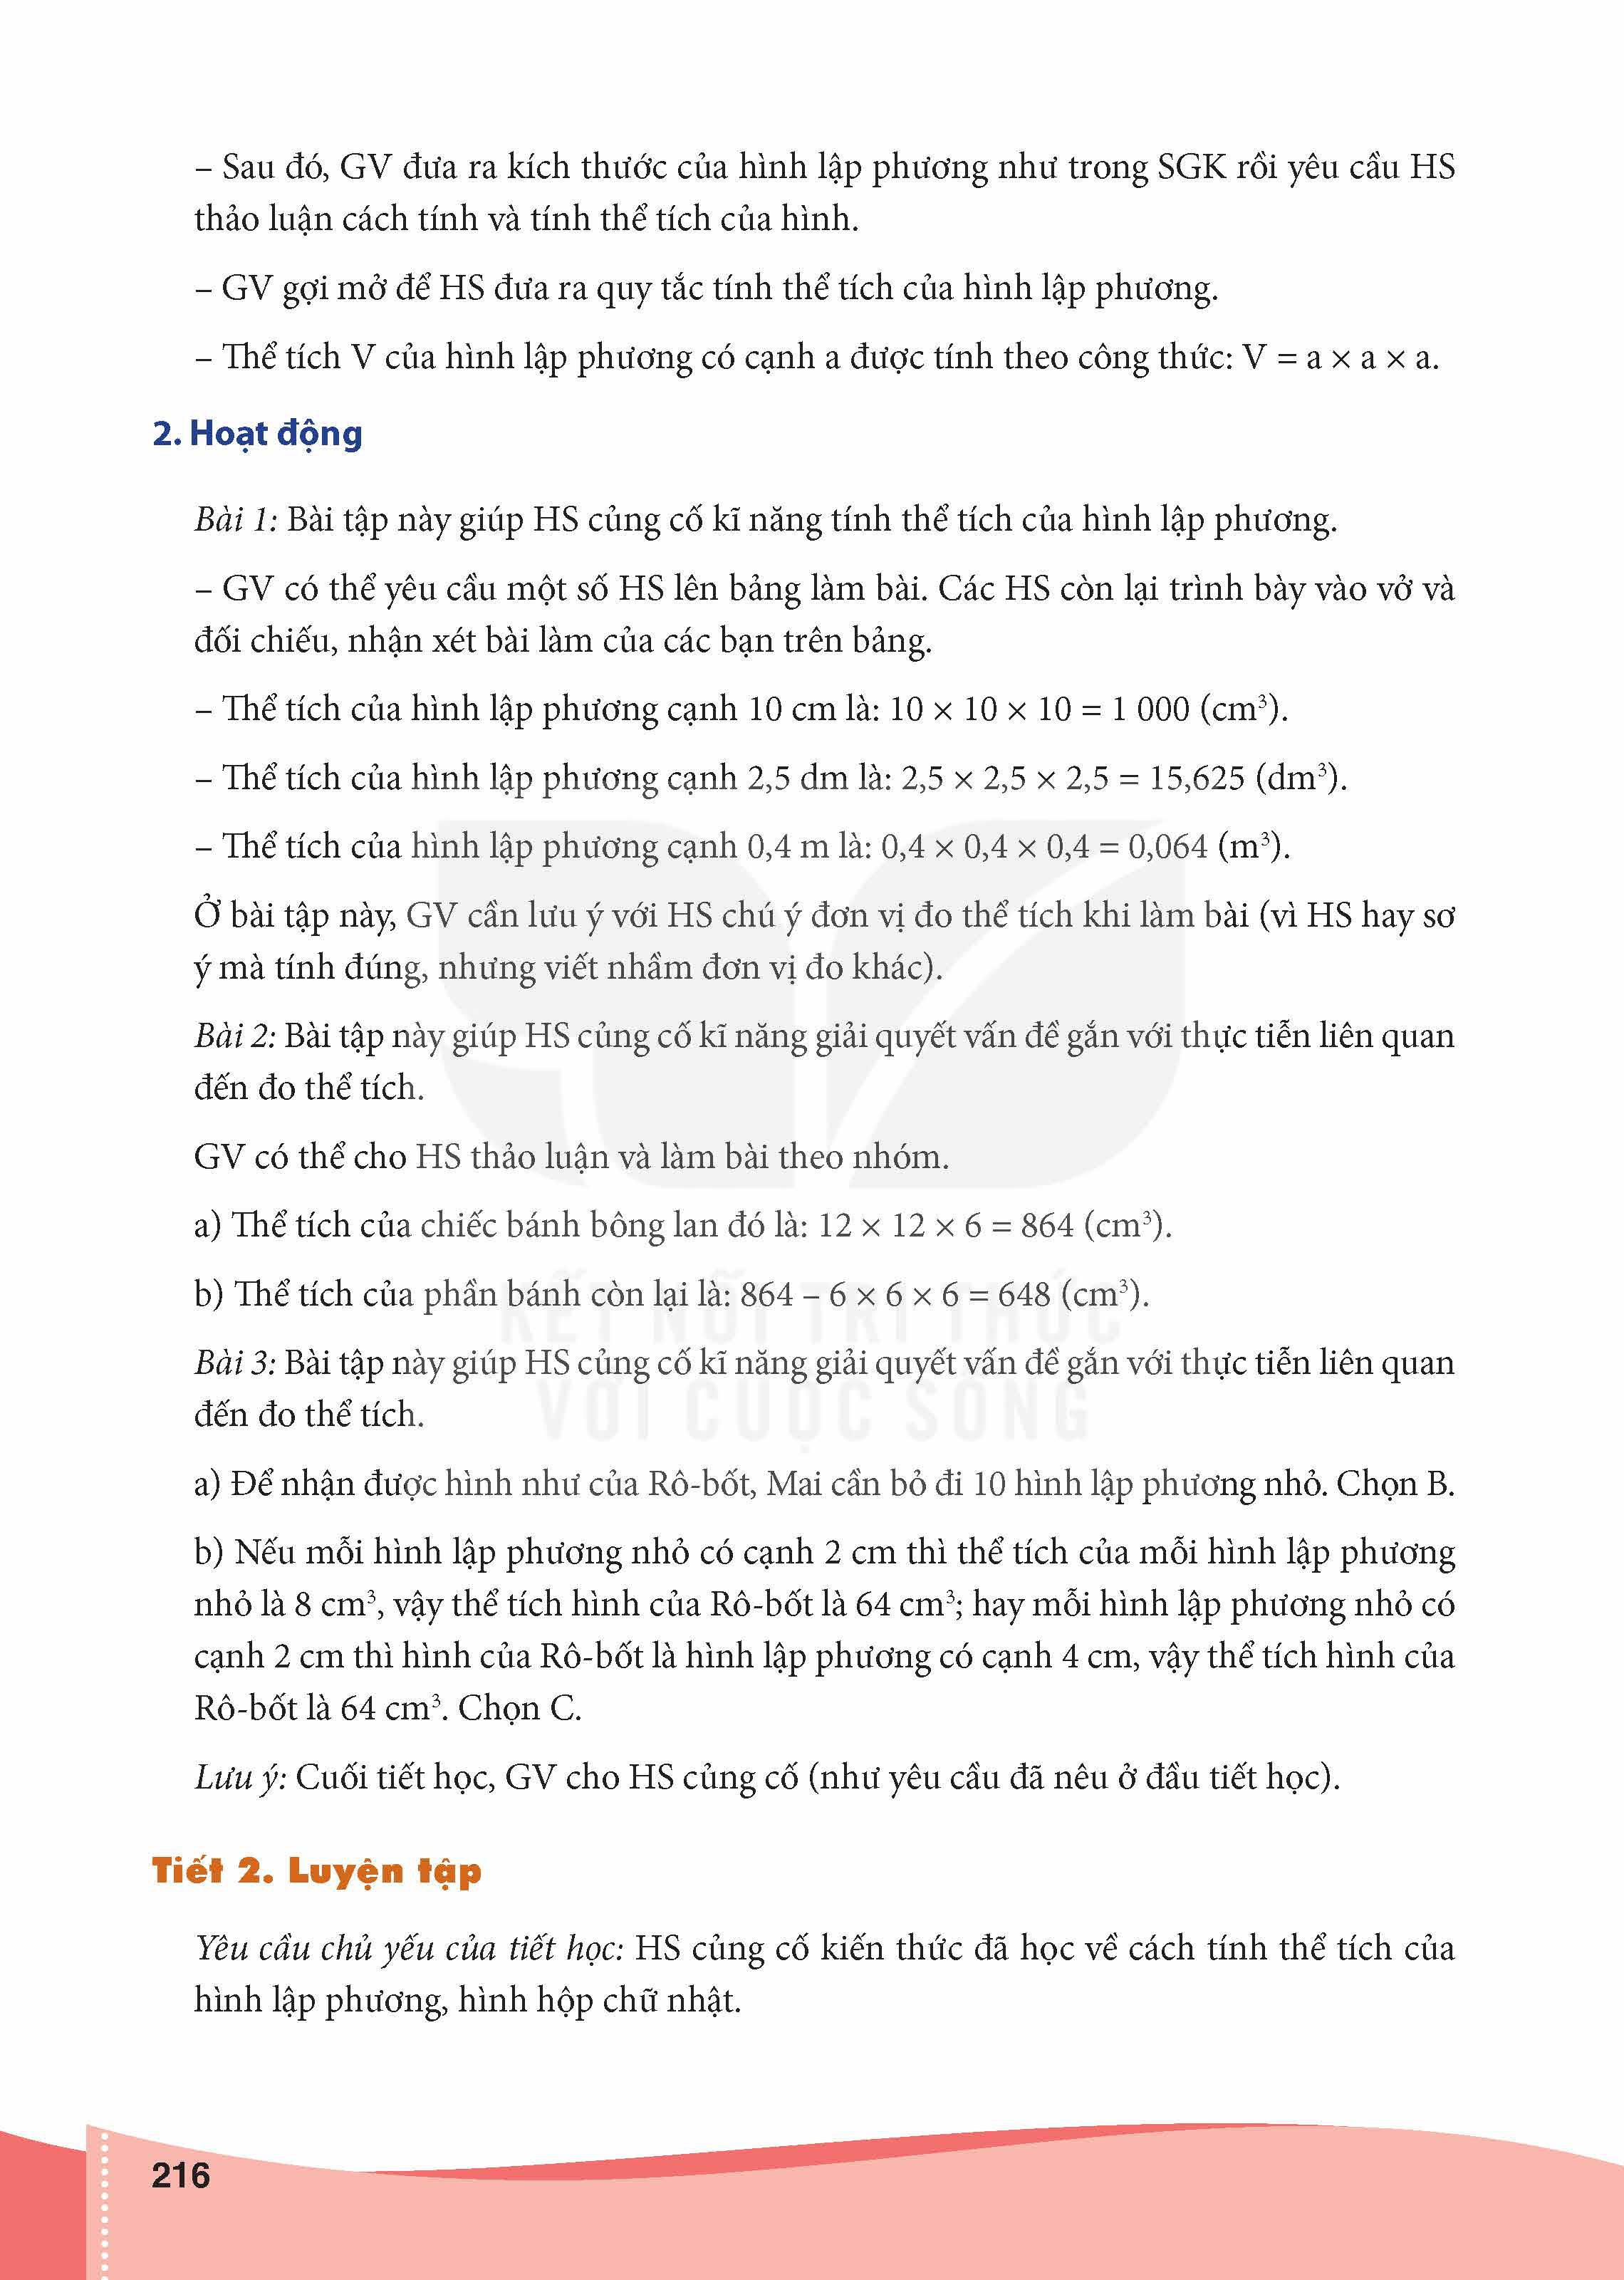 – Sau đó, GV đưa ra kích thước của hình lập phương như trong SGK rồi yêu cầu HS
thảo luận cách tính và tính thể tích của hình.
– GV gợi mở để HS đưa ra quy tắc tính thể tích của hình lập phương.
– Thể tích V của hình lập phương có cạnh a được tính theo công thức: V = a × a × a.
2. Hoạt động
Bài 1: Bài tập này giúp HS củng cố kĩ năng tính thể tích của hình lập phương.
– GV có thể yêu cầu một số HS lên bảng làm bài. Các HS còn lại trình bày vào vở và
đối chiếu, nhận xét bài làm của các bạn trên bảng.
– Thể tích của hình lập phương cạnh 10 cm là: 10 × 10 × 10 = 1 000 (cm³).
– Thể tích của hình lập phương cạnh 2,5 dm là: 2,5 × 2,5 × 2,5 = 15,625 (dm³).
– Thể tích của hình lập phương cạnh 0,4 m là: 0,4 × 0,4 × 0,4 = 0,064 (m³).
Ở bài tập này, GV cần lưu ý với HS chú ý đơn vị đo thể tích khi làm bài (vì HS hay sơ
ý mà tính đúng, nhưng viết nhầm đơn vị đo khác).
Bài 2: Bài tập này giúp HS củng cố kĩ năng giải quyết vấn đề gắn với thực tiễn liên quan
đến đo thể tích.
GV có thể cho HS thảo luận và làm bài theo nhóm.
a) Thể tích của chiếc bánh bông lan đó là: 12 × 12 × 6 = 864 (cm³).
b) Thể tích của phần bánh còn lại là: 864 – 6 × 6 × 6 = 648 (cm³).
KẾT NỐI TRI THỨC
Bài 3: Bài tập này giúp HS củng cố kĩ năng giải quyết vấn đề gắn với thực tiễn liên quan
đến đo thể tích.
VỚI CUỘC SỐNG
a) Để nhận được hình như của Rô-bốt, Mai cần bỏ đi 10 hình lập phương nhỏ. Chọn B.
b) Nếu mỗi hình lập phương nhỏ có cạnh 2 cm thì thể tích của mỗi hình lập phương
nhỏ là 8 cm³, vậy thể tích hình của Rô-bốt là 64 cm³; hay mỗi hình lập phương nhỏ có
cạnh 2 cm thì hình của Rô-bốt là hình lập phương có cạnh 4 cm, vậy thể tích hình của
Rô-bốt là 64 cm³. Chọn C.
Lưu ý: Cuối tiết học, GV cho HS củng cố (như yêu cầu đã nêu ở đầu tiết học).
Tiết 2. Luyện tập
Yêu cầu chủ yếu của tiết học: HS củng cố kiến thức đã học về cách tính thể tích của
hình lập phương, hình hộp chữ nhật.
216